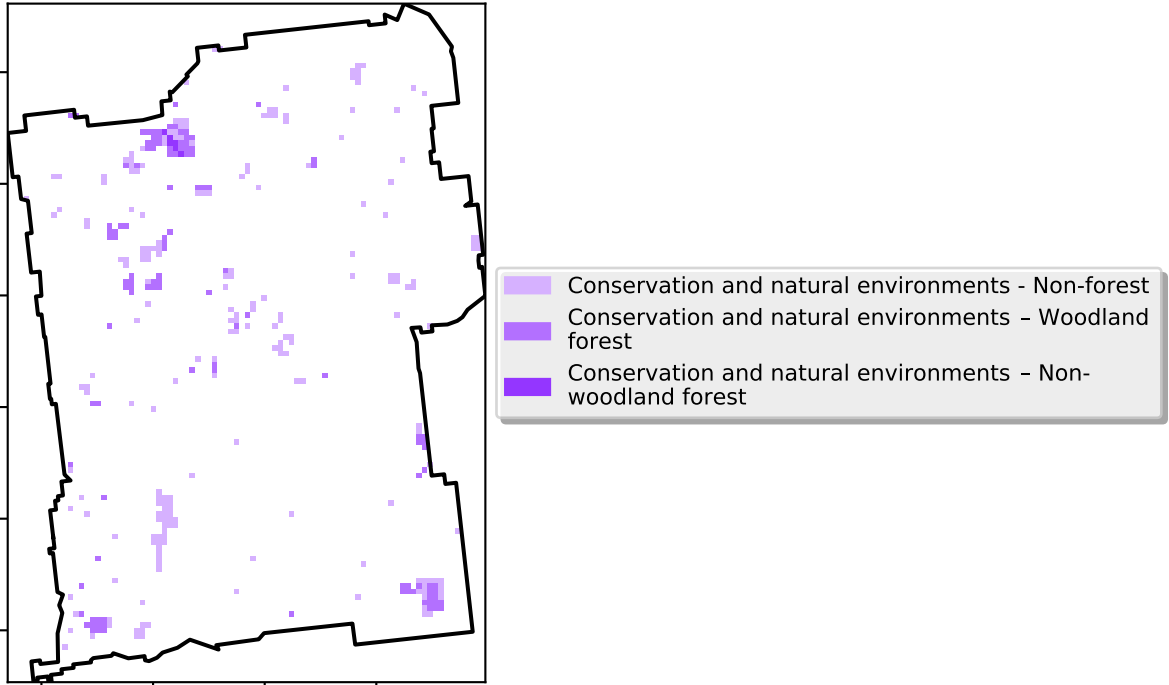 Conservation and natural environments - Non-forest
Conservation and natural environments – Woodland
forest
Conservation and natural environments – Non-
woodland forest